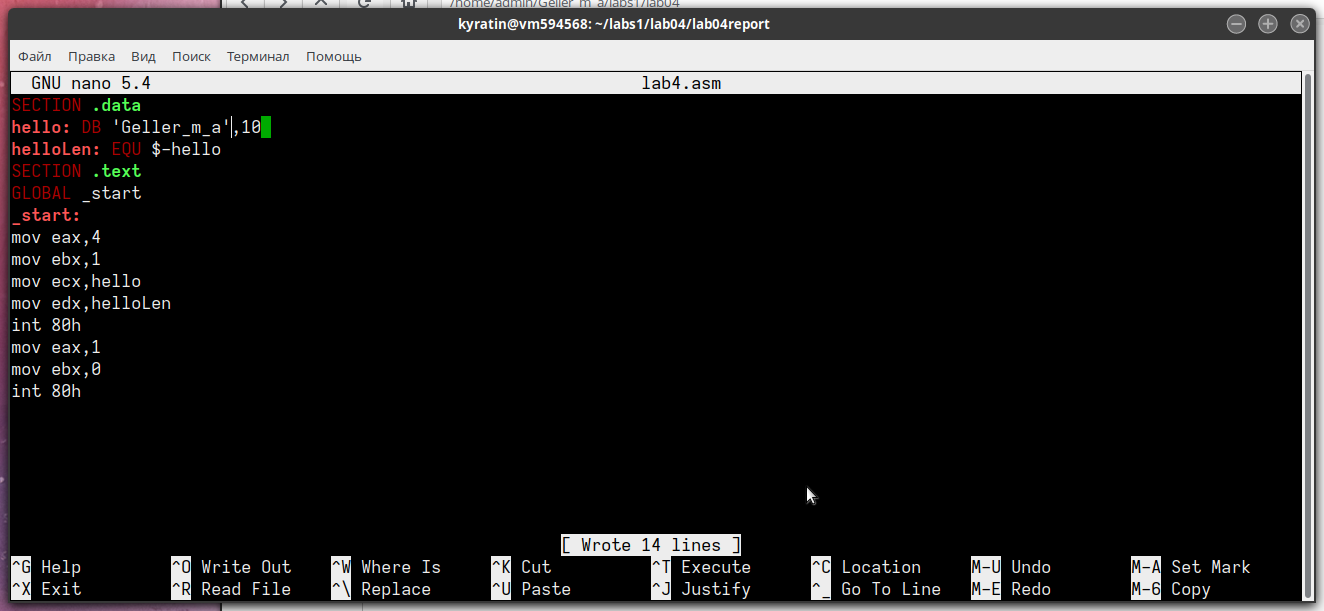 /home/admin/Geller_m_a/labs1/lab04
kyratin@vm594568: ~/labs1/lab04/lab04report
Файл Правка Вид Поиск Терминал Помощь
GNU nano 5.4 lab4.asm
SECTION .data
hello: DB 'Geller_m_a',10
helloLen: EQU $-hello
SECTION .text
GLOBAL _start
_start:
mov eax,4
mov ebx,1
mov ecx,hello
mov edx,helloLen
int 80h
mov eax,1
mov ebx,0
int 80h
[ Wrote 14 lines ]
^G Help ^O Write Out ^W Where Is ^K Cut ^T Execute ^C Location M-U Undo M-A Set Mark
^X Exit ^R Read File ^\ Replace ^U Paste ^J Justify ^_ Go To Line M-E Redo M-6 Copy